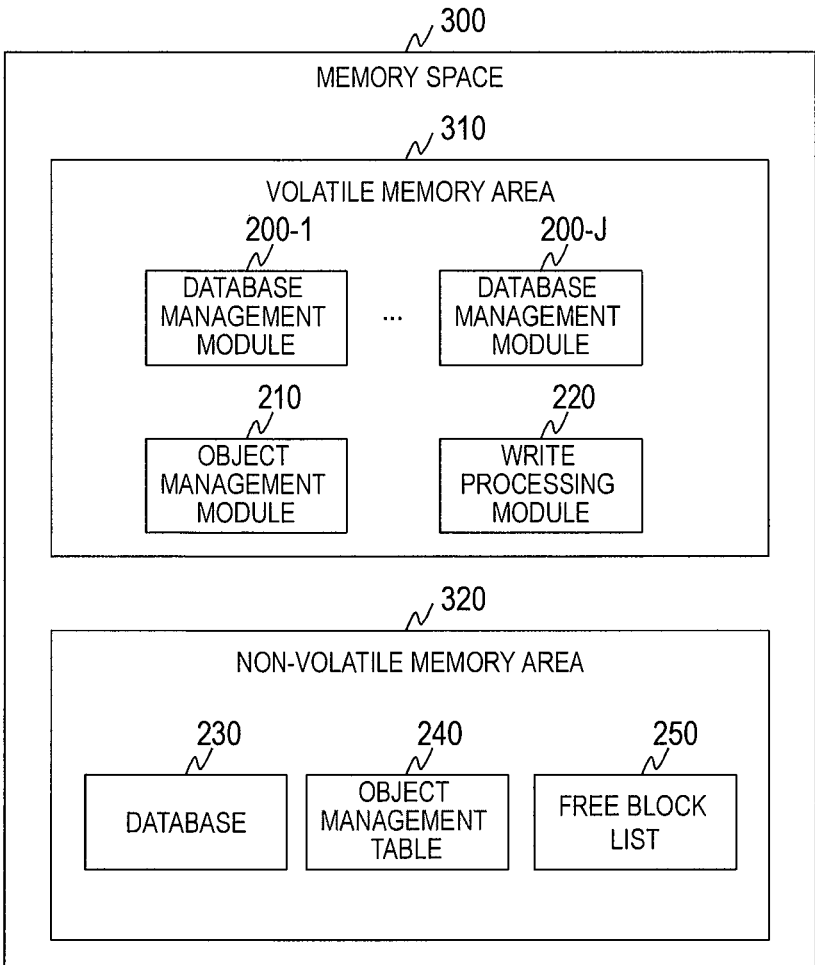 300
MEMORY SPACE
310
VOLATILE MEMORY AREA
200-1
200-J
DATABASE
MANAGEMENT
MODULE
...
DATABASE
MANAGEMENT
MODULE
210
220
OBJECT
MANAGEMENT
MODULE
WRITE
PROCESSING
MODULE
320
NON-VOLATILE MEMORY AREA
230
240
250
DATABASE
OBJECT
MANAGEMENT
TABLE
FREE BLOCK
LIST